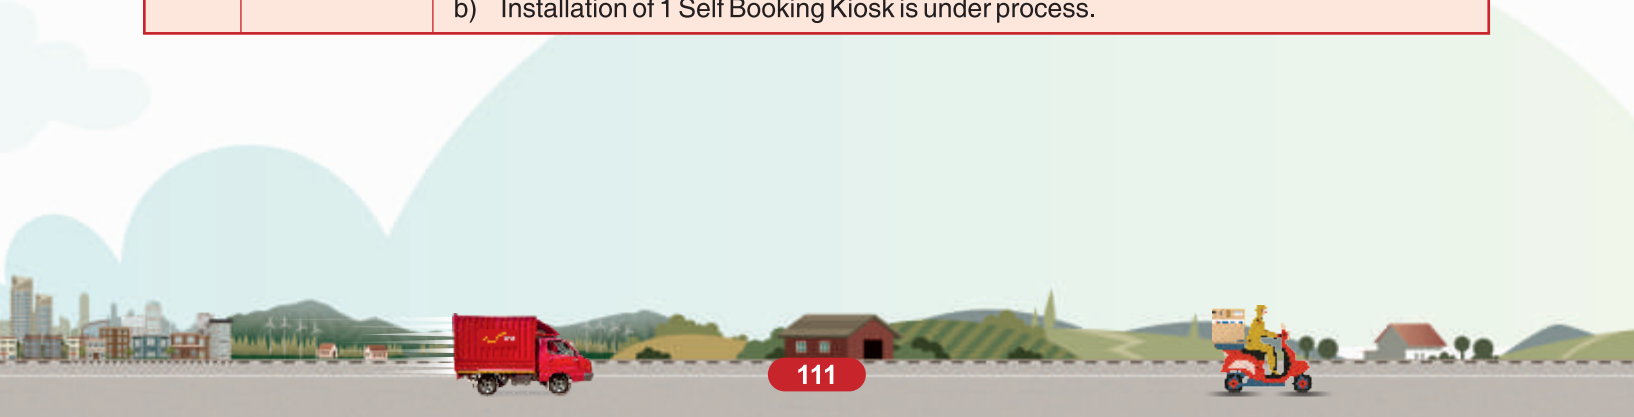 b) Installation of 1 Self Booking Kiosk is under process.
111